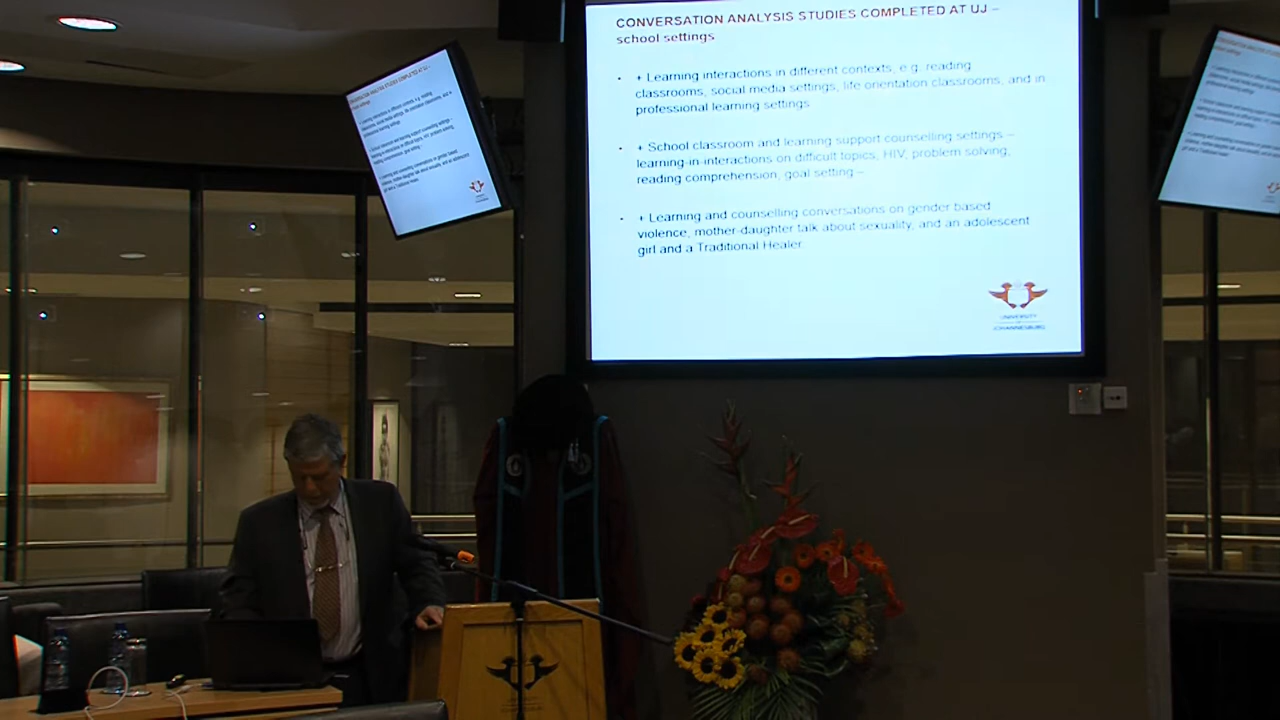 CONVERSATION ANALYSIS STUDIES COMPLETED AT UJ –
school settings
• + Learning interactions in different contexts, e.g. reading
classrooms, social media settings, life orientation classrooms, and in
professional learning settings
• + School classroom and learning support counselling settings –
learning-in-interactions on difficult topics, HIV, problem solving,
reading comprehension, goal setting –
• + Learning and counselling conversations on gender based
violence, mother-daughter talk about sexuality, and an adolescent
girl and a Traditional Healer
UNIVERSITY
OF
JOHANNESBURG